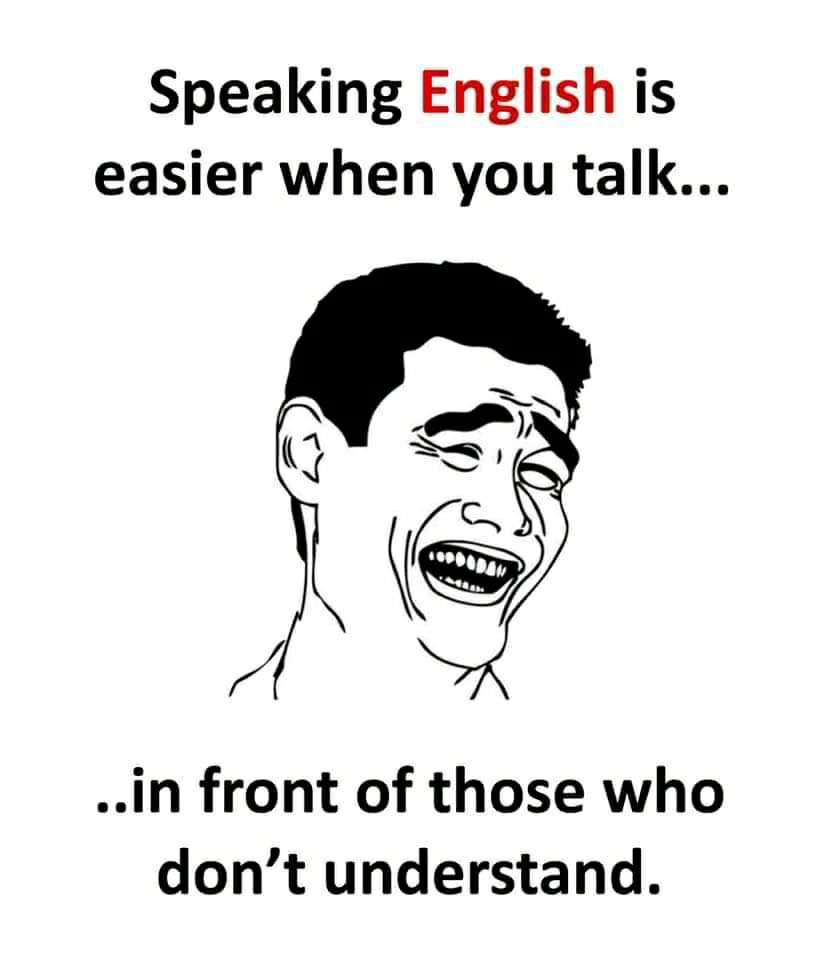 Speaking English is
easier when you talk...
..in front of those who
don’t understand.